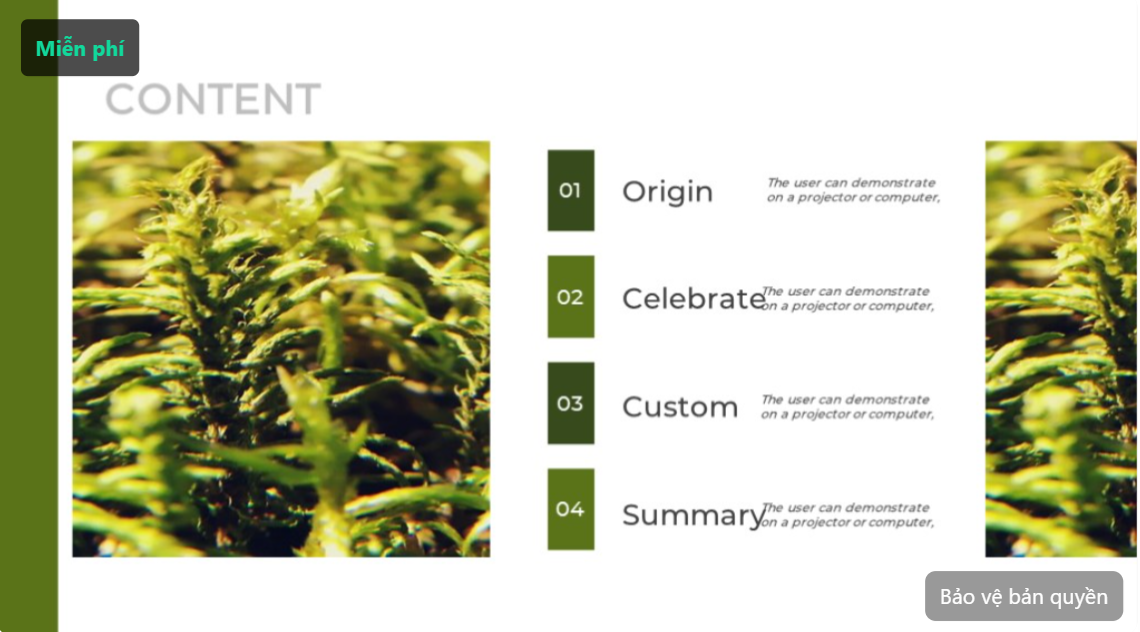 Miễn phí
CONTENT
01
Origin
The user can demonstrate
on a projector or computer,
02
Celebrate
The user can demonstrate
on a projector or computer,
03
Custom
The user can demonstrate
on a projector or computer,
04
Summary
The user can demonstrate
on a projector or computer,
Bảo vệ bản quyền